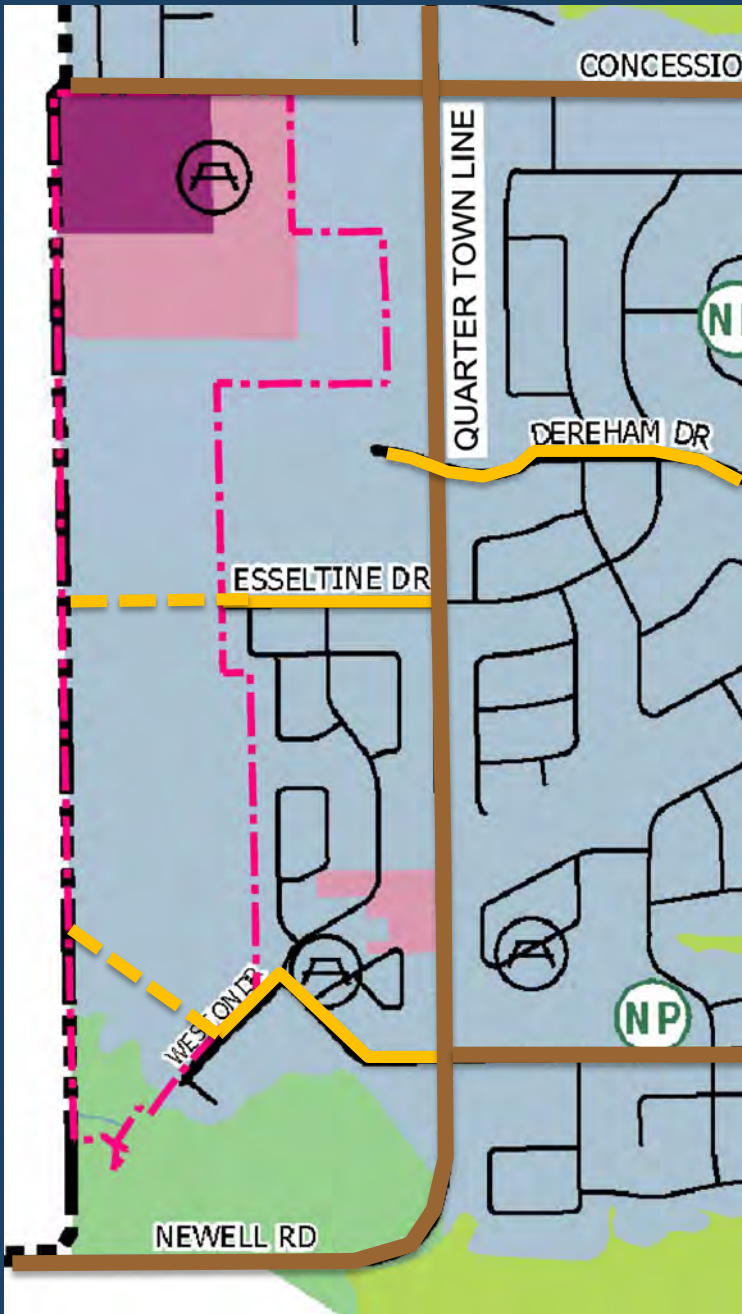 CONCESSIO
QUARTER TOWN LINE
N
DEREHAM DR
ESSELTINE DR
WESTON DR
NP
NEWELL RD